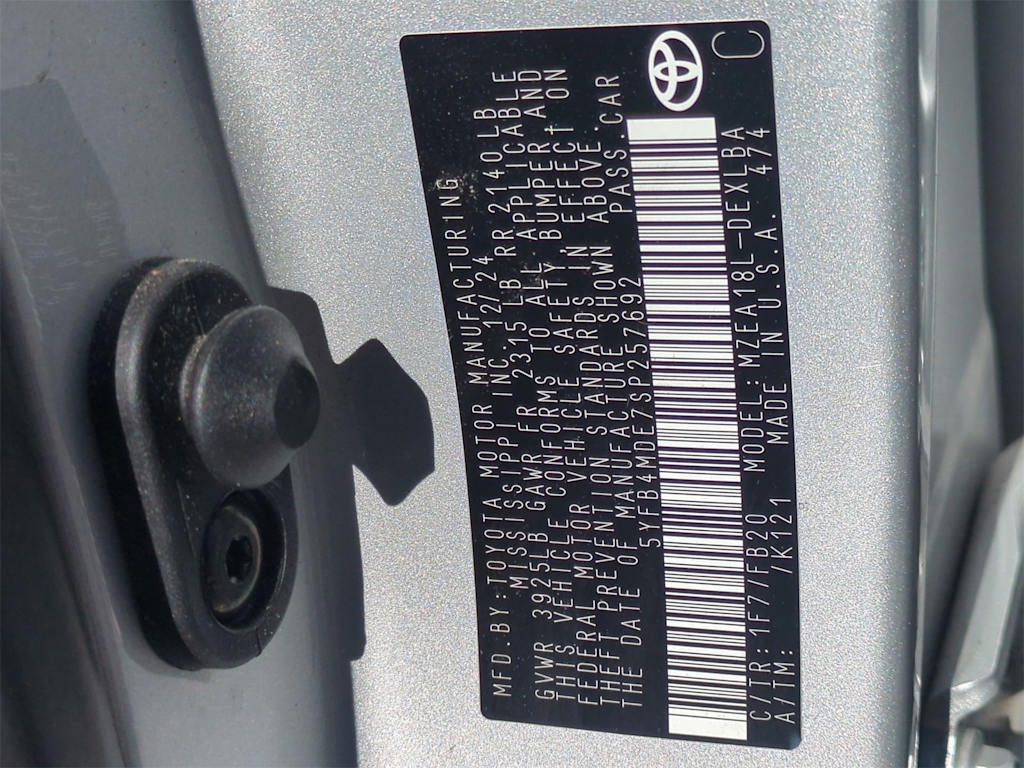 MFD.BY:TOYOTA MOTOR MANUFACTURING
MISSISSIPPI INC. 12/24
GVWR 3925LB GAWR FR 2315 LB RR 2140LB
THIS VEHICLE CONFORMS TO ALL APPLICABLE
FEDERAL MOTOR VEHICLE SAFETY, BUMPER, AND
THEFT PREVENTION STANDARDS IN EFFECT ON
THE DATE OF MANUFACTURE SHOWN ABOVE.
5YFB4MDE7SP257692 PASS.CAR
C/TR: 1F7/FB20 MODEL: MZEA18L-DEXLBA
A/TM: /K121 MADE IN U.S.A. 474
C